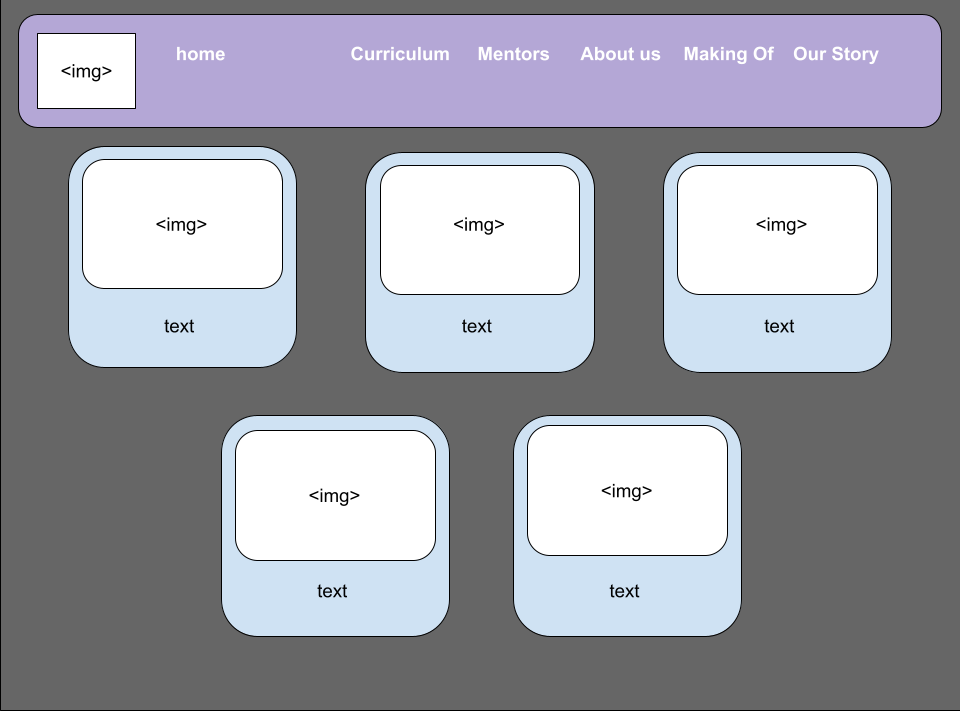 <img>
home
Curriculum
Mentors
About us
Making Of
Our Story
<img>
<img>
<img>
text
text
text
<img>
<img>
text
text